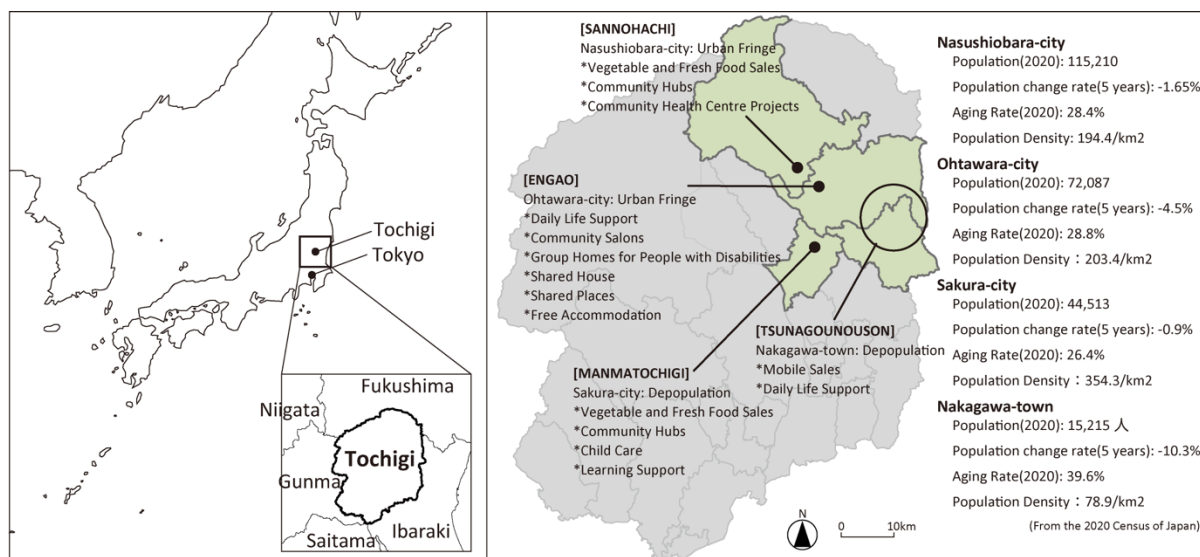 Tochigi
Tokyo
Fukushima
Niigata
Tochigi
Gunma
Ibaraki
Saitama
[SANNOHACHI]
Nasushiobara-city: Urban Fringe
*Vegetable and Fresh Food Sales
*Community Hubs
*Community Health Centre Projects
[ENGAO]
Ohtawara-city: Urban Fringe
*Daily Life Support
*Community Salons
*Group Homes for People with Disabilities
*Shared House
*Shared Places
*Free Accommodation
[TSUNAGOUNOUSON]
Nakagawa-town: Depopulation
*Mobile Sales
*Daily Life Support
[MANMATOCHIGI]
Sakura-city: Depopulation
*Vegetable and Fresh Food Sales
*Community Hubs
*Child Care
*Learning Support
Nasushiobara-city
Population(2020): 115,210
Population change rate(5 years): -1.65%
Aging Rate(2020): 28.4%
Population Density: 194.4/km2
Ohtawara-city
Population(2020): 72,087
Population change rate(5 years): -4.5%
Aging Rate(2020): 28.8%
Population Density：203.4/km2
Sakura-city
Population(2020): 44,513
Population change rate(5 years): -0.9%
Aging Rate(2020): 26.4%
Population Density：354.3/km2
Nakagawa-town
Population(2020): 15,215 人
Population change rate(5 years): -10.3%
Aging Rate(2020): 39.6%
Population Density：78.9/km2
(From the 2020 Census of Japan)
N
0 10km